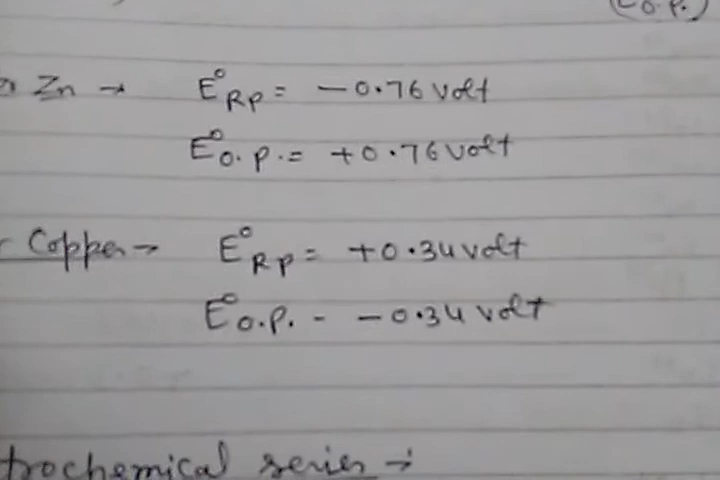 (E O.P.)
Zn → E°RP = -0.76 volt
E°O.P. = +0.76 volt
Copper → E°RP = +0.34 volt
E°O.P. - -0.34 volt
trochemical series →